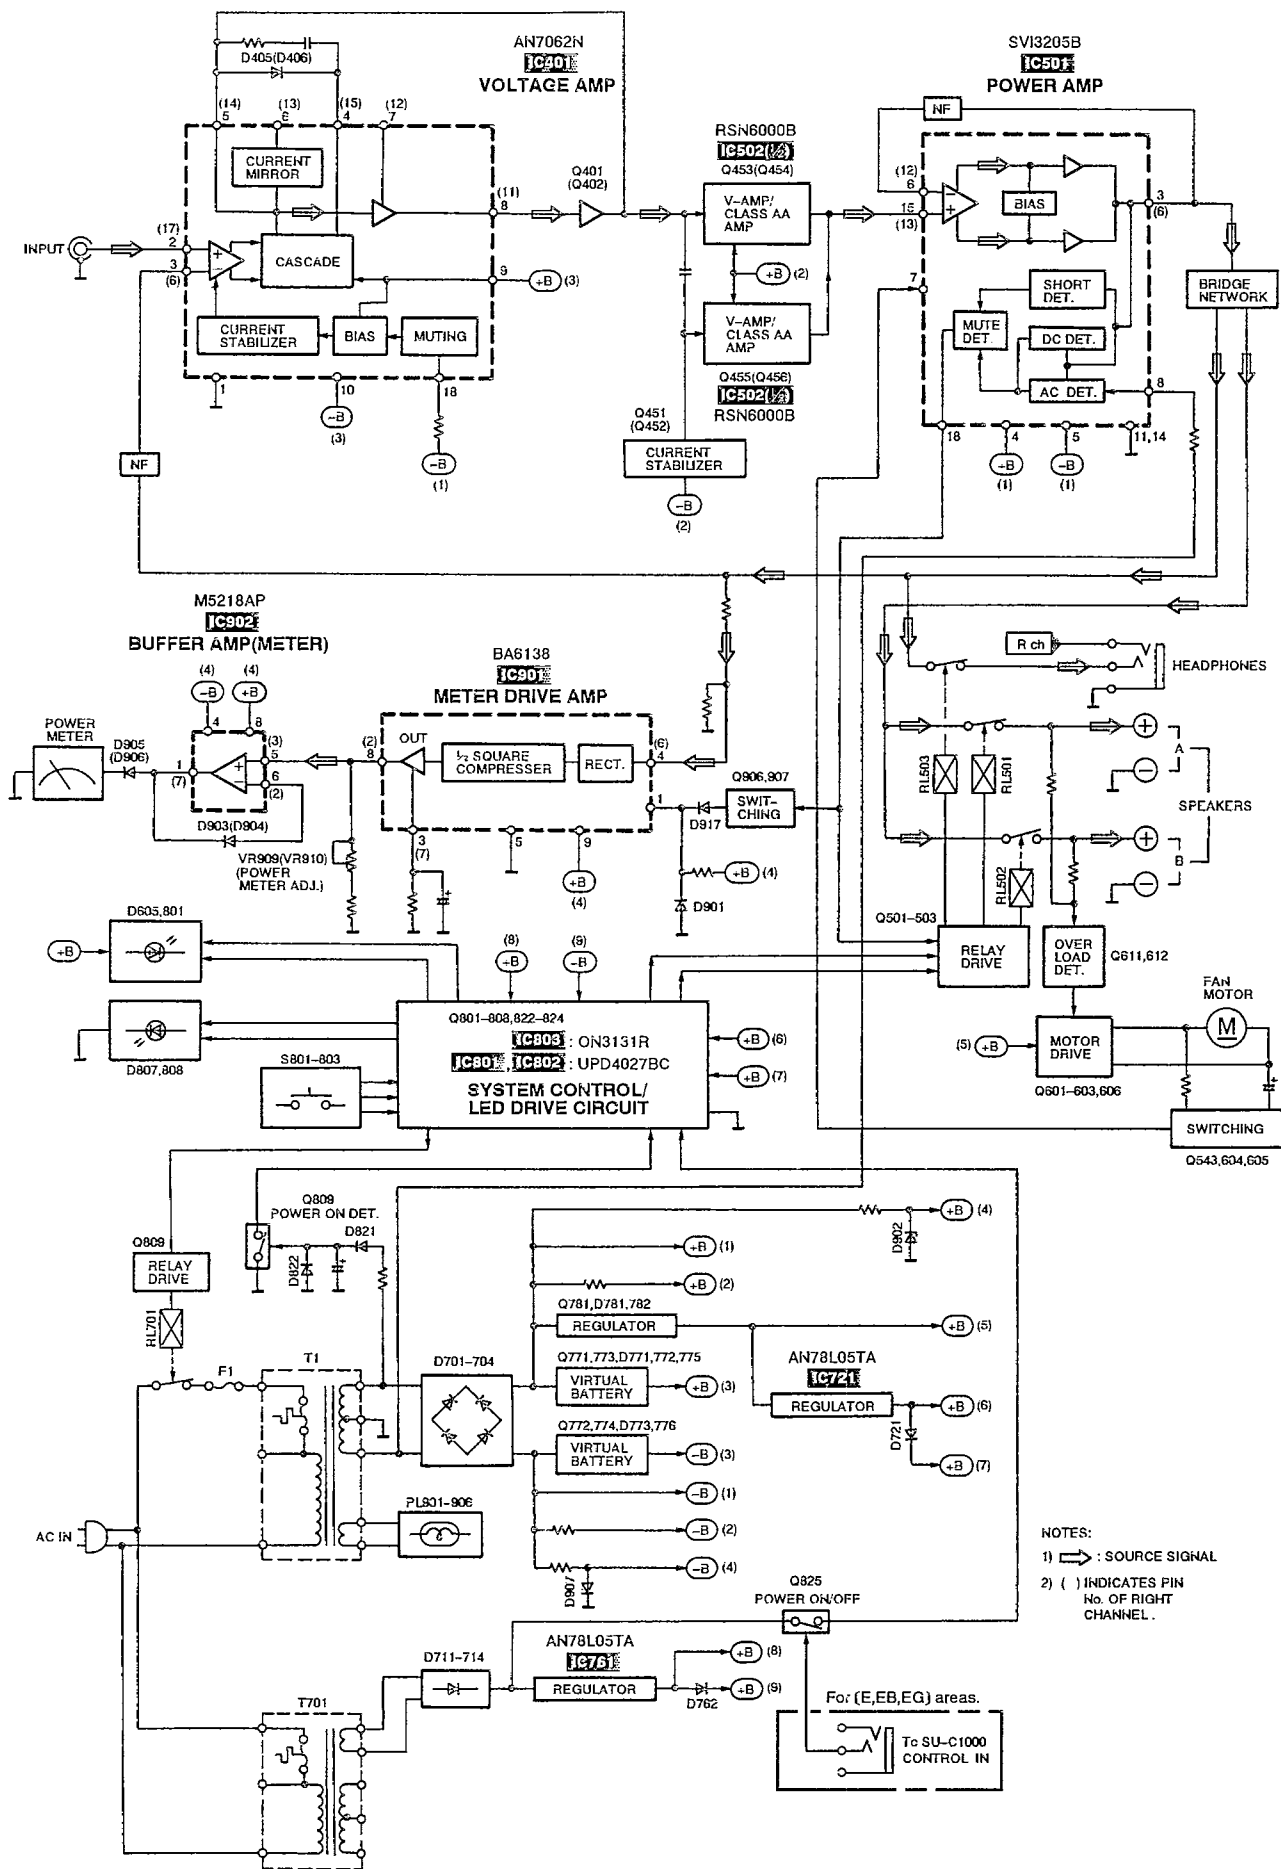 AN7062N
IC401
VOLTAGE AMP
D405(D406)
(14)
5
(13)
6
(15)
4
(12)
7
CURRENT
MIRROR
CASCADE
CURRENT
STABILIZER
BIAS
MUTING
INPUT
(17)
2
3
(6)
(11)
8
9
+B (3)
1
10
-B
(3)
18
-B
(1)
NF
Q401
(Q402)
RSN6000B
IC502(1/2)
Q453(Q454)
V-AMP/
CLASS AA
AMP
+B (2)
V-AMP/
CLASS AA
AMP
Q455(Q456)
IC502(1/2)
RSN6000B
Q451
(Q452)
CURRENT
STABILIZER
-B
(2)
SVI3205B
IC501
POWER AMP
NF
(12)
6
15
(13)
7
BIAS
3
(6)
SHORT
DET.
MUTE
DET.
DC DET.
AC DET.
8
18
4
5
11,14
+B
(1)
-B
(1)
BRIDGE
NETWORK
M5218AP
IC902
BUFFER AMP(METER)
(4)
-B
4
(4)
+B
8
POWER
METER
D905
(D906)
1
(7)
(3)
5
6
(2)
D903(D904)
VR909(VR910)
(POWER
METER ADJ.)
BA6138
IC901
METER DRIVE AMP
(2)
8
OUT
1/2 SQUARE
COMPRESSER
RECT.
(6)
4
1
3
(7)
5
9
+B
(4)
D917
Q906,907
SWIT-
CHING
+B (4)
D901
R ch
HEADPHONES
RL503
RL501
RL502
A
B
SPEAKERS
Q501-503
RELAY
DRIVE
OVER
LOAD
DET.
Q611,612
FAN
MOTOR
M
(5) +B
MOTOR
DRIVE
Q601-603,606
SWITCHING
Q543,604,605
D605,801
+B
D807,808
S801-803
(8)
+B
(9)
-B
Q801-808,822-824
IC803 : ON3131R
IC801, IC802 : UPD4027BC
SYSTEM CONTROL/
LED DRIVE CIRCUIT
+B (6)
+B (7)
Q809
RELAY
DRIVE
RL701
Q809
POWER ON DET.
D821
D822
F1
T1
D701-704
PL901-906
AC IN
D902
+B (4)
+B (1)
+B (2)
Q781,D781,782
REGULATOR
+B (5)
Q771,773,D771,772,775
VIRTUAL
BATTERY
+B (3)
AN78L05TA
IC721
REGULATOR
+B (6)
D721
+B (7)
Q772,774,D773,776
VIRTUAL
BATTERY
-B (3)
-B (1)
-B (2)
-B (4)
D907
NOTES:
1) ⇒ : SOURCE SIGNAL
2) ( ) INDICATES PIN
No. OF RIGHT
CHANNEL.
Q825
POWER ON/OFF
T701
D711-714
AN78L05TA
IC761
REGULATOR
+B (8)
D762
+B (9)
For (E,EB,EG) areas.
To SU-C1000
CONTROL IN